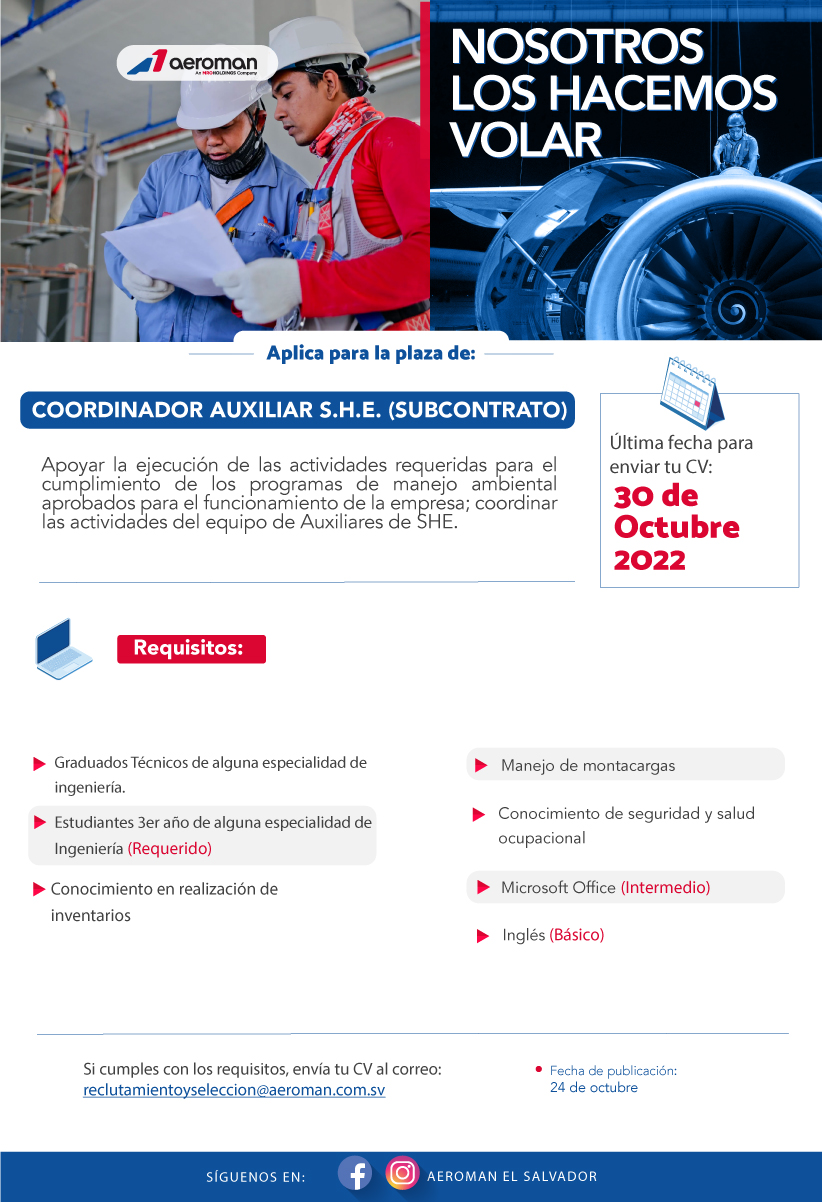 aeroman
An MROHOLDINGS Company
NOSOTROS
LOS HACEMOS
VOLAR
Aplica para la plaza de:
COORDINADOR AUXILIAR S.H.E. (SUBCONTRATO)
Apoyar la ejecución de las actividades requeridas para el
cumplimiento de los programas de manejo ambiental
aprobados para el funcionamiento de la empresa; coordinar
las actividades del equipo de Auxiliares de SHE.
Última fecha para
enviar tu CV:
30 de
Octubre
2022
Requisitos:
Graduados Técnicos de alguna especialidad de
ingeniería.
Estudiantes 3er año de alguna especialidad de
Ingeniería (Requerido)
Conocimiento en realización de
inventarios
Manejo de montacargas
Conocimiento de seguridad y salud
ocupacional
Microsoft Office (Intermedio)
Inglés (Básico)
Si cumples con los requisitos, envía tu CV al correo:
reclutamientoyseleccion@aeroman.com.sv
Fecha de publicación:
24 de octubre
SÍGUENOS EN:
AEROMAN EL SALVADOR